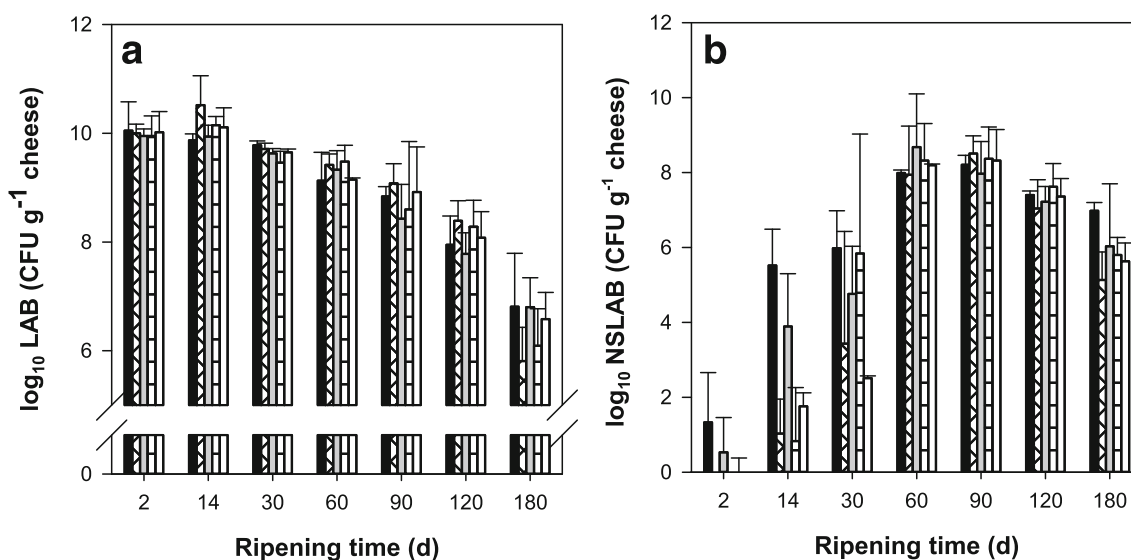 a
log₁₀ LAB (CFU g⁻¹ cheese)
12
10
8
6
0
2 14 30 60 90 120 180
Ripening time (d)
b
log₁₀ NSLAB (CFU g⁻¹ cheese)
12
10
8
6
4
2
0
2 14 30 60 90 120 180
Ripening time (d)